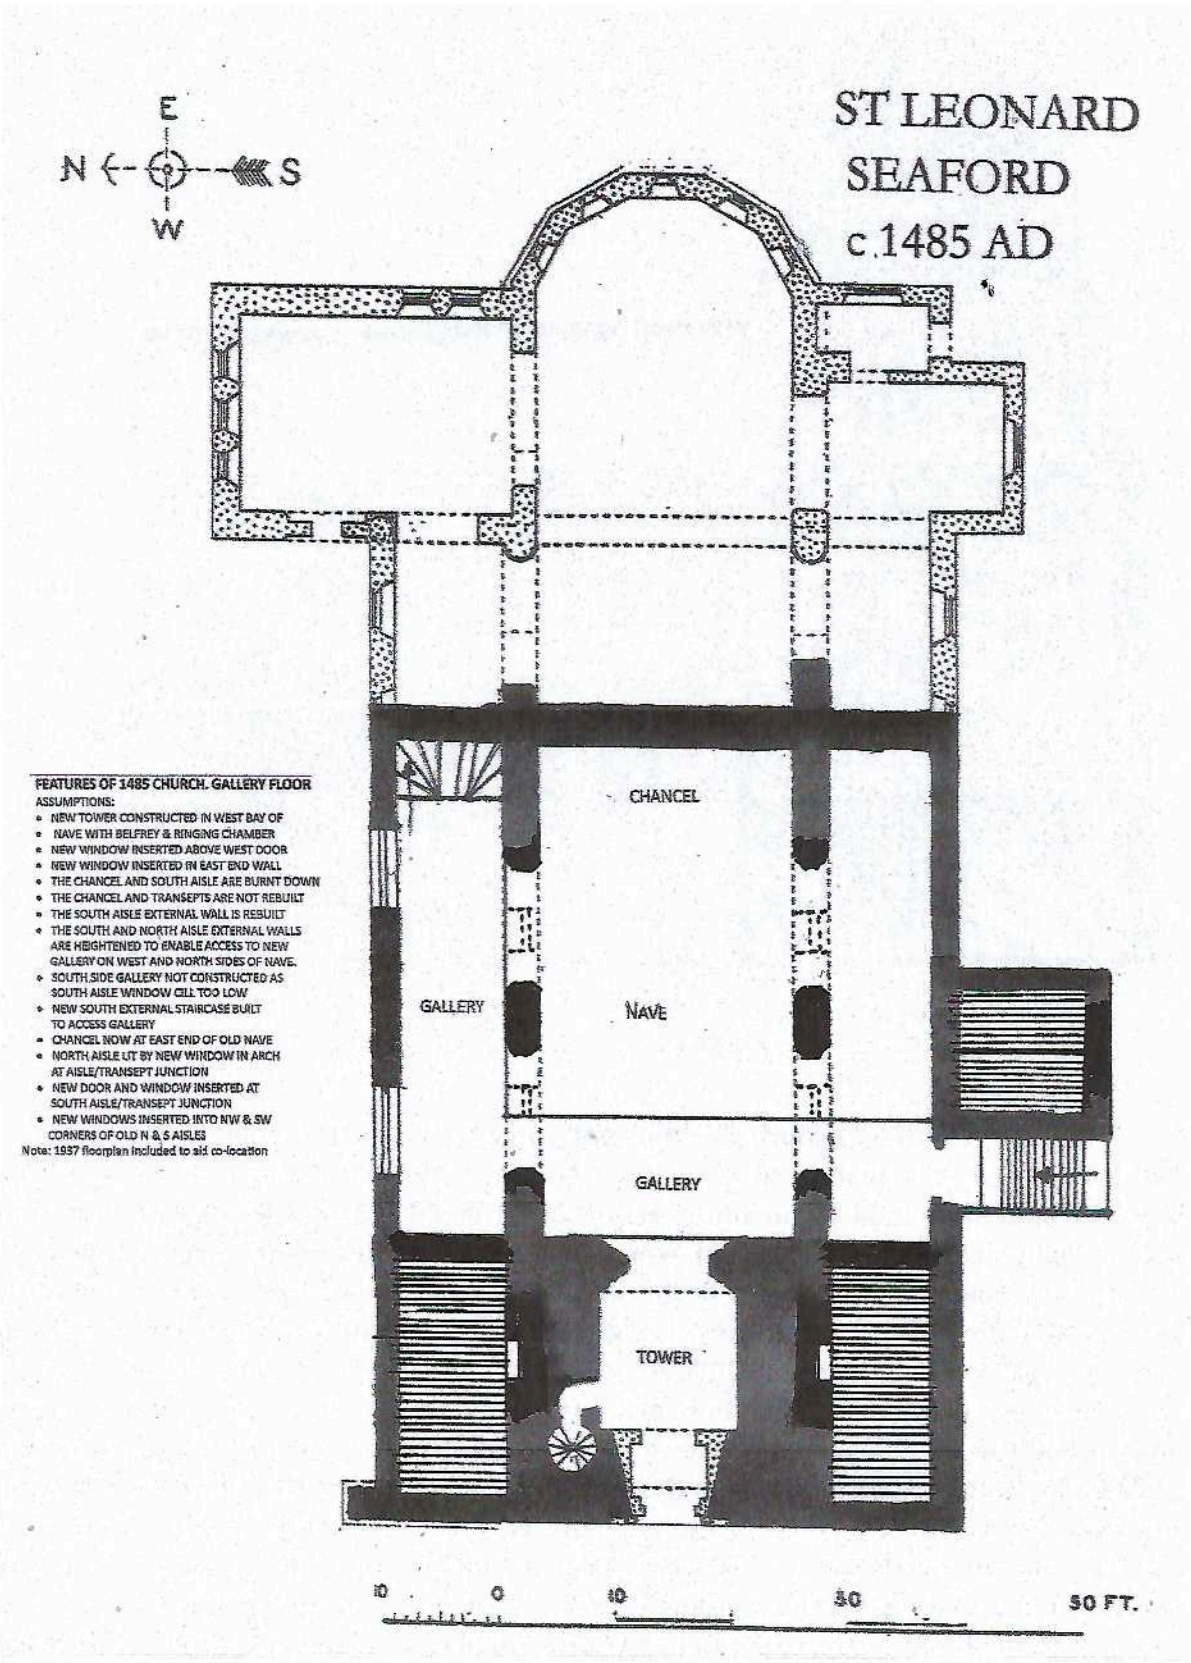 ST LEONARD
SEAFORD
c.1485 AD
E
N S
W
FEATURES OF 1485 CHURCH. GALLERY FLOOR
ASSUMPTIONS:
• NEW TOWER CONSTRUCTED IN WEST BAY OF
• NAVE WITH BELFREY & RINGING CHAMBER
• NEW WINDOW INSERTED ABOVE WEST DOOR
• NEW WINDOW INSERTED IN EAST END WALL
• THE CHANCEL AND SOUTH AISLE ARE BURNT DOWN
• THE CHANCEL AND TRANSEPTS ARE NOT REBUILT
• THE SOUTH AISLE EXTERNAL WALL IS REBUILT
• THE SOUTH AND NORTH AISLE EXTERNAL WALLS
ARE HEIGHTENED TO ENABLE ACCESS TO NEW
GALLERY ON WEST AND NORTH SIDES OF NAVE.
• SOUTH SIDE GALLERY NOT CONSTRUCTED AS
SOUTH AISLE WINDOW CILL TOO LOW
• NEW SOUTH EXTERNAL STAIRCASE BUILT
TO ACCESS GALLERY
• CHANCEL NOW AT EAST END OF OLD NAVE
• NORTH AISLE LIT BY NEW WINDOW IN ARCH
AT AISLE/TRANSEPT JUNCTION
• NEW DOOR AND WINDOW INSERTED AT
SOUTH AISLE/TRANSEPT JUNCTION
• NEW WINDOWS INSERTED INTO NW & SW
CORNERS OF OLD N & S AISLES
Note: 1937 floorplan included to aid co-location
CHANCEL
GALLERY
NAVE
GALLERY
TOWER
10 0 10 30 50 FT.